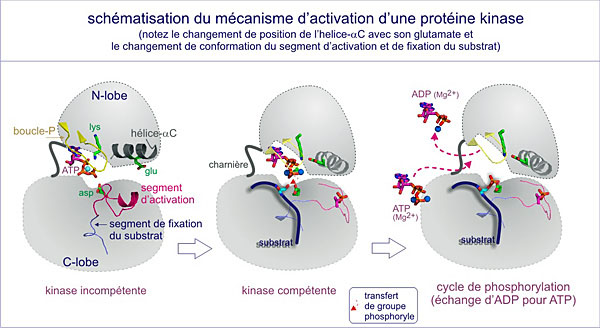 schématisation du mécanisme d'activation d'une protéine kinase
(notez le changement de position de l'helice-αC avec son glutamate et
le changement de conformation du segment d'activation et de fixation du substrat)
N-lobe
boucle-P
lys
hélice-αC
ATP
glu
asp
segment
d'activation
segment de fixation
du substrat
C-lobe
kinase incompétente
charnière
substrat
kinase compétente
transfert
de groupe
phosphoryle
ADP (Mg2+)
ATP
(Mg2+)
substrat
cycle de phosphorylation
(échange d'ADP pour ATP)